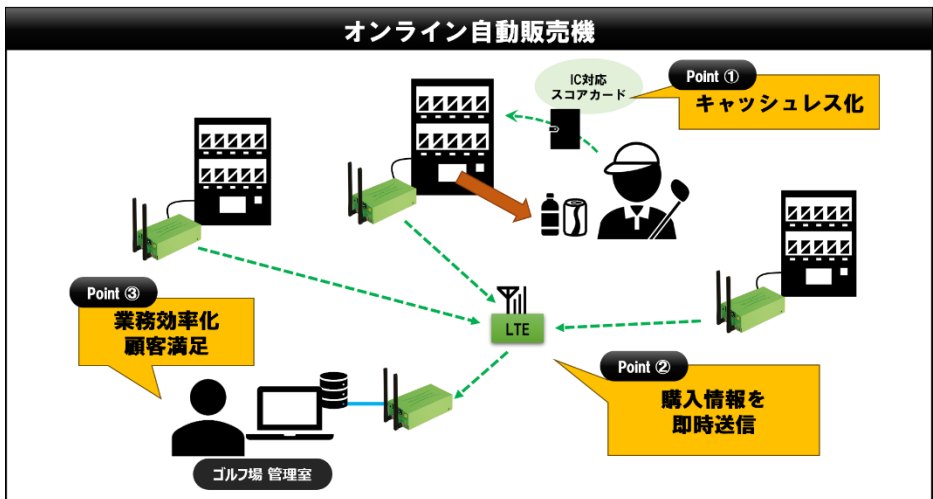 オンライン自動販売機
IC対応
スコアカード
Point ①
キャッシュレス化
Point ③
業務効率化
顧客満足
LTE
Point ②
購入情報を
即時送信
ゴルフ場 管理室